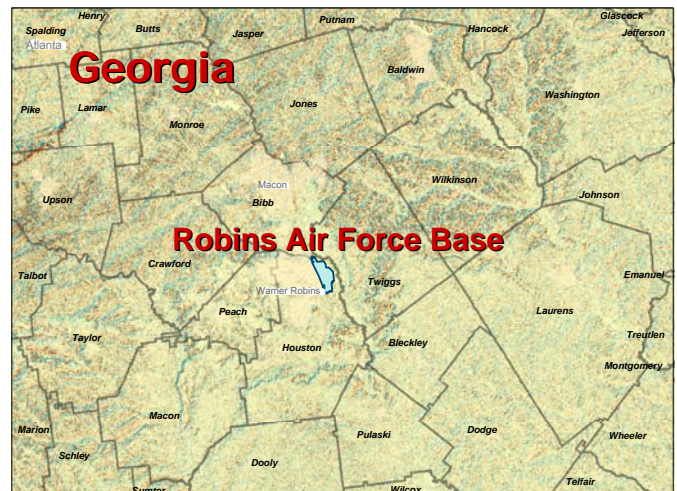 Henry
Putnam
Glascock
Spalding
Butts
Jasper
Hancock
Jefferson
Atlanta
Georgia
Baldwin
Washington
Pike
Lamar
Jones
Monroe
Wilkinson
Macon
Johnson
Upson
Bibb
Robins Air Force Base
Crawford
Talbot
Emanuel
Twiggs
Warner Robins
Peach
Laurens
Taylor
Houston
Bleckley
Treutlen
Montgomery
Macon
Marion
Pulaski
Dodge
Wheeler
Schley
Dooly
Telfair
Sumter
Wilcox